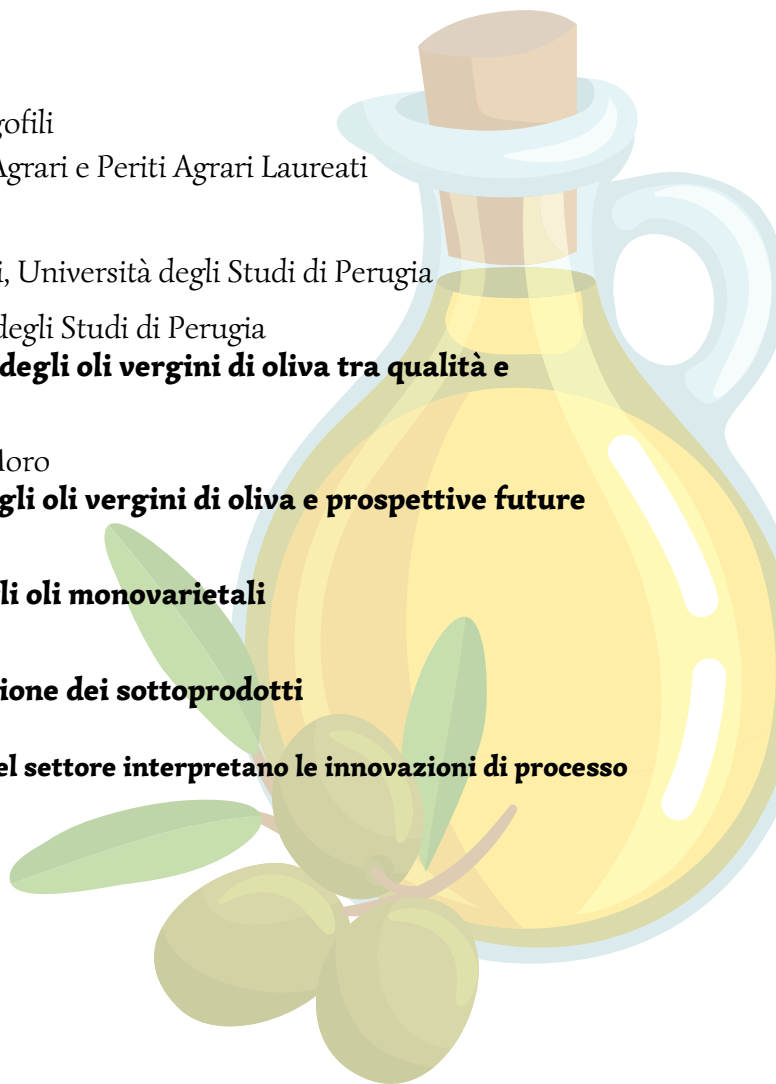 gofili
Agrari e Periti Agrari Laureati
i, Università degli Studi di Perugia
degli Studi di Perugia
degli oli vergini di oliva tra qualità e
Moro
gli oli vergini di oliva e prospettive future
li oli monovarietali
ione dei sottoprodotti
el settore interpretano le innovazioni di processo